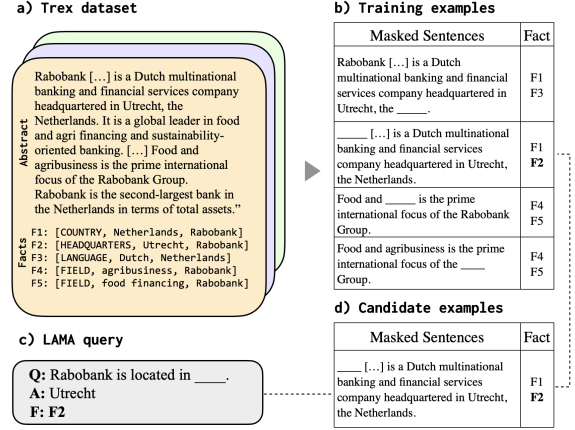 a) Trex dataset
Abstract
Rabobank […] is a Dutch multinational
banking and financial services company
headquartered in Utrecht, the
Netherlands. It is a global leader in food
and agri financing and sustainability-
oriented banking. […] Food and
agribusiness is the prime international
focus of the Rabobank Group.
Rabobank is the second-largest bank in
the Netherlands in terms of total assets.”
Facts
F1: [COUNTRY, Netherlands, Rabobank]
F2: [HEADQUARTERS, Utrecht, Rabobank]
F3: [LANGUAGE, Dutch, Netherlands]
F4: [FIELD, agribusiness, Rabobank]
F5: [FIELD, food financing, Rabobank]
b) Training examples
Masked Sentences
Fact
Rabobank […] is a Dutch
multinational banking and financial
services company headquartered in
Utrecht, the _____.
F1
F3
_____ […] is a Dutch multinational
banking and financial services
company headquartered in Utrecht,
the Netherlands.
F1
F2
Food and _____ is the prime
international focus of the Rabobank
Group.
F4
F5
Food and agribusiness is the prime
international focus of the ____
Group.
F4
F5
c) LAMA query
Q: Rabobank is located in ____.
A: Utrecht
F: F2
d) Candidate examples
Masked Sentences
Fact
____ […] is a Dutch multinational
banking and financial services
company headquartered in Utrecht,
the Netherlands.
F1
F2